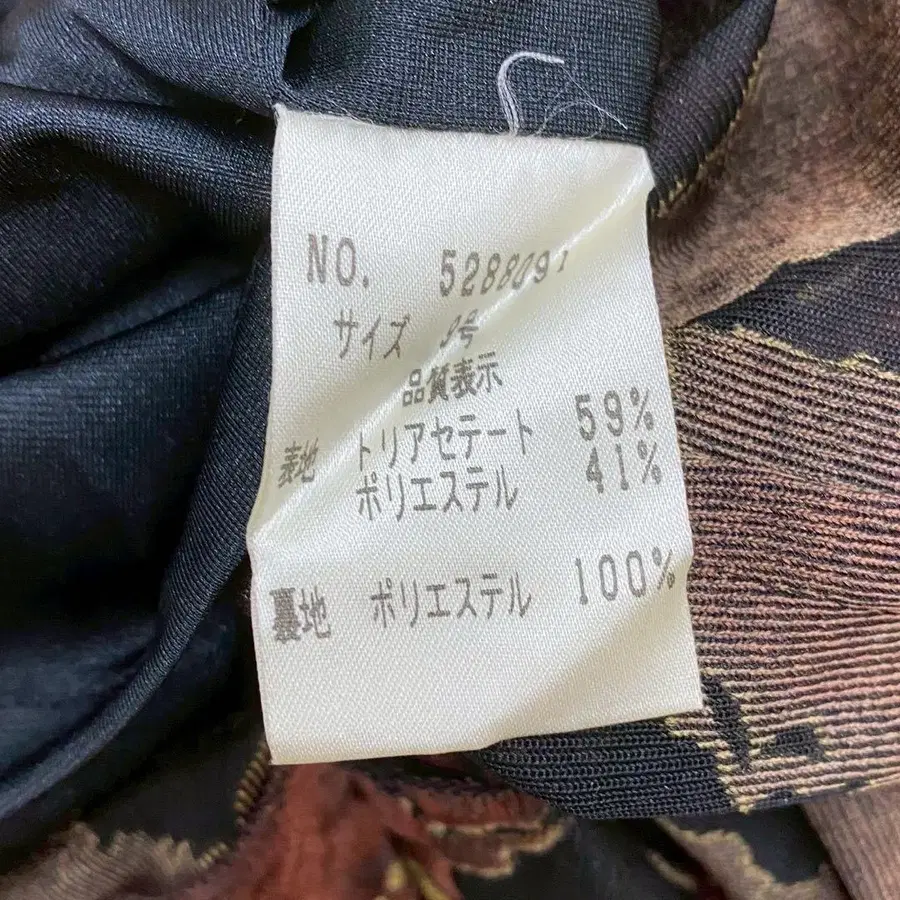 NO. 5288091
サイズ 9号
品質表示
表地 トリアセテート 59%
ポリエステル 41%
裏地 ポリエステル 100%